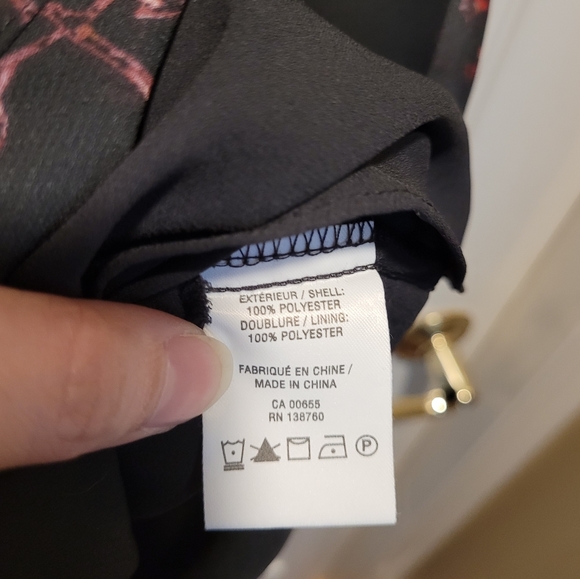 EXTÉRIEUR / SHELL:
100% POLYESTER
DOUBLURE / LINING:
100% POLYESTER
FABRIQUÉ EN CHINE /
MADE IN CHINA
CA 00655
RN 138760
P